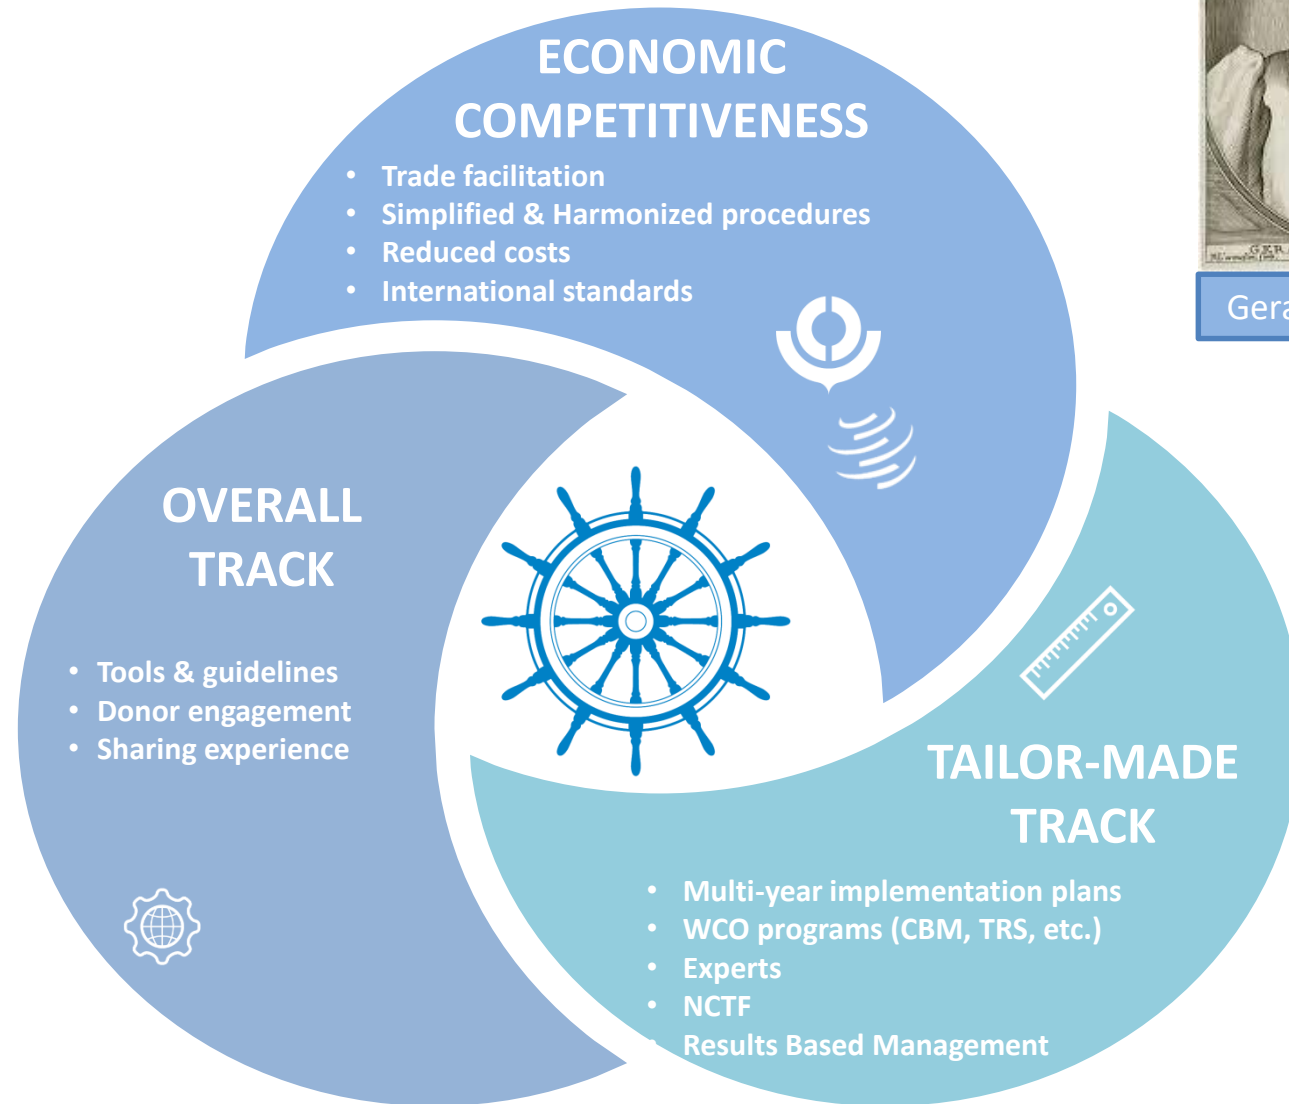 ECONOMIC
COMPETITIVENESS
• Trade facilitation
• Simplified & Harmonized procedures
• Reduced costs
• International standards
OVERALL
TRACK
• Tools & guidelines
• Donor engagement
• Sharing experience
TAILOR-MADE
TRACK
• Multi-year implementation plans
• WCO programs (CBM, TRS, etc.)
• Experts
• NCTF
• Results Based Management